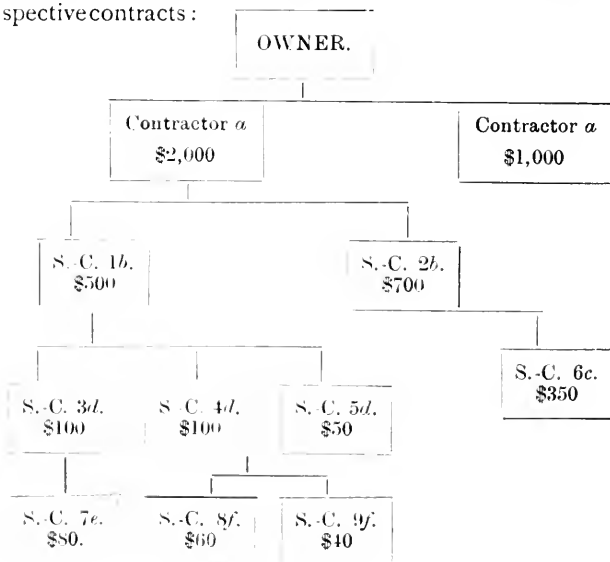 spective contracts :
OWNER.
Contractor a
$2,000
Contractor a
$1,000
S.-C. 1b.
$500
S.-C. 2b.
$700
S.-C. 6c.
$350
S.-C. 3d.
$100
S.-C. 4d.
$100
S.-C. 5d.
$50
S.-C. 7e.
$80.
S.-C. 8f.
$60
S.-C. 9f.
$40